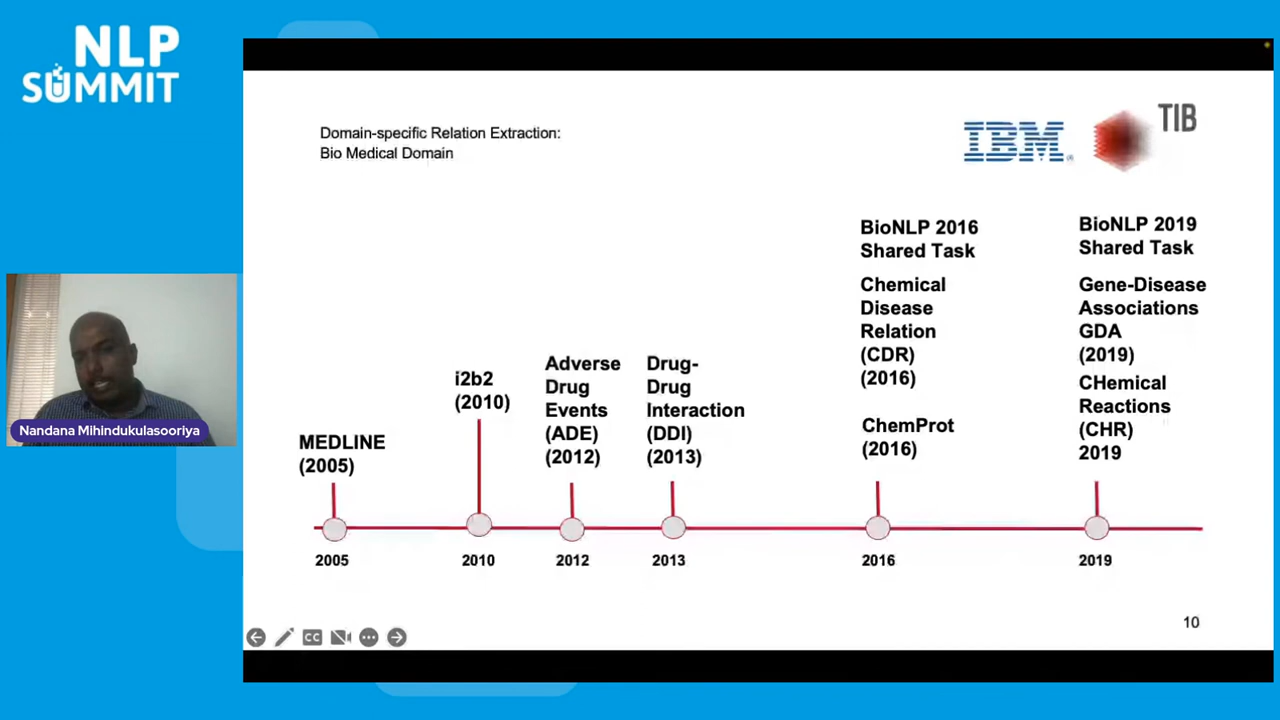 NLP
SUMMIT
Domain-specific Relation Extraction:
Bio Medical Domain
IBM
®
TIB
MEDLINE
(2005)
i2b2
(2010)
Adverse
Drug
Events
(ADE)
(2012)
Drug-
Drug
Interaction
(DDI)
(2013)
BioNLP 2016
Shared Task
Chemical
Disease
Relation
(CDR)
(2016)
ChemProt
(2016)
BioNLP 2019
Shared Task
Gene-Disease
Associations
GDA
(2019)
CHemical
Reactions
(CHR)
2019
2005
2010
2012
2013
2016
2019
10
CC
Nandana Mihindukulasooriya